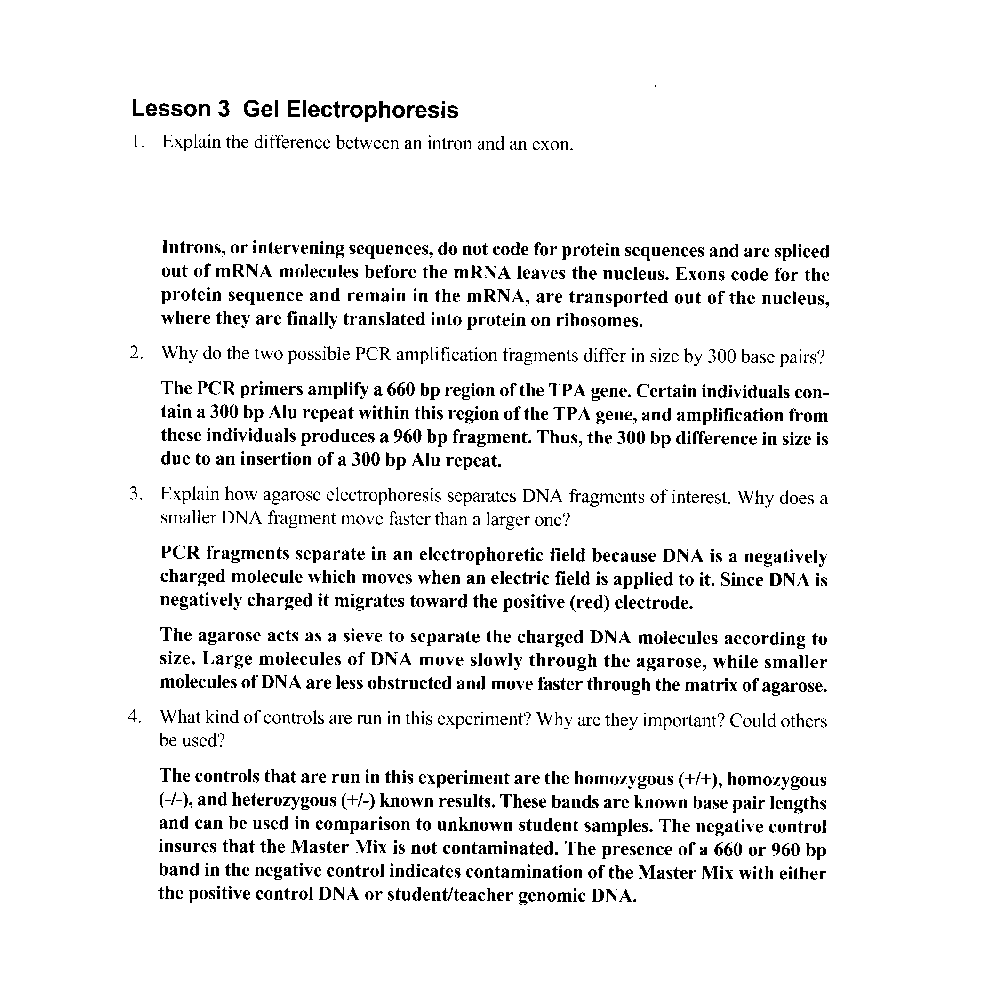 Lesson 3 Gel Electrophoresis
1. Explain the difference between an intron and an exon.
Introns, or intervening sequences, do not code for protein sequences and are spliced
out of mRNA molecules before the mRNA leaves the nucleus. Exons code for the
protein sequence and remain in the mRNA, are transported out of the nucleus,
where they are finally translated into protein on ribosomes.
2. Why do the two possible PCR amplification fragments differ in size by 300 base pairs?
The PCR primers amplify a 660 bp region of the TPA gene. Certain individuals con-
tain a 300 bp Alu repeat within this region of the TPA gene, and amplification from
these individuals produces a 960 bp fragment. Thus, the 300 bp difference in size is
due to an insertion of a 300 bp Alu repeat.
3. Explain how agarose electrophoresis separates DNA fragments of interest. Why does a
smaller DNA fragment move faster than a larger one?
PCR fragments separate in an electrophoretic field because DNA is a negatively
charged molecule which moves when an electric field is applied to it. Since DNA is
negatively charged it migrates toward the positive (red) electrode.
The agarose acts as a sieve to separate the charged DNA molecules according to
size. Large molecules of DNA move slowly through the agarose, while smaller
molecules of DNA are less obstructed and move faster through the matrix of agarose.
4. What kind of controls are run in this experiment? Why are they important? Could others
be used?
The controls that are run in this experiment are the homozygous (+/+), homozygous
(-/-), and heterozygous (+/-) known results. These bands are known base pair lengths
and can be used in comparison to unknown student samples. The negative control
insures that the Master Mix is not contaminated. The presence of a 660 or 960 bp
band in the negative control indicates contamination of the Master Mix with either
the positive control DNA or student/teacher genomic DNA.